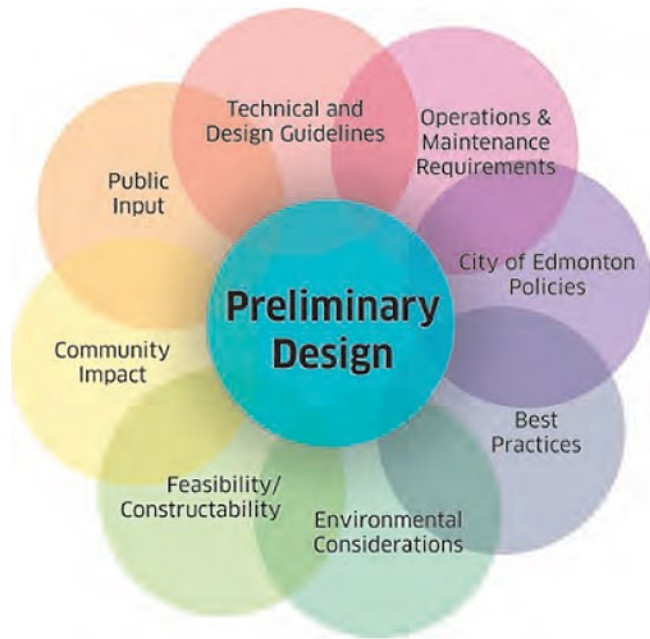 Technical and
Design Guidelines
Operations &
Maintenance
Requirements
Public
Input
City of Edmonton
Policies
Preliminary
Design
Community
Impact
Best
Practices
Feasibility/
Constructability
Environmental
Considerations